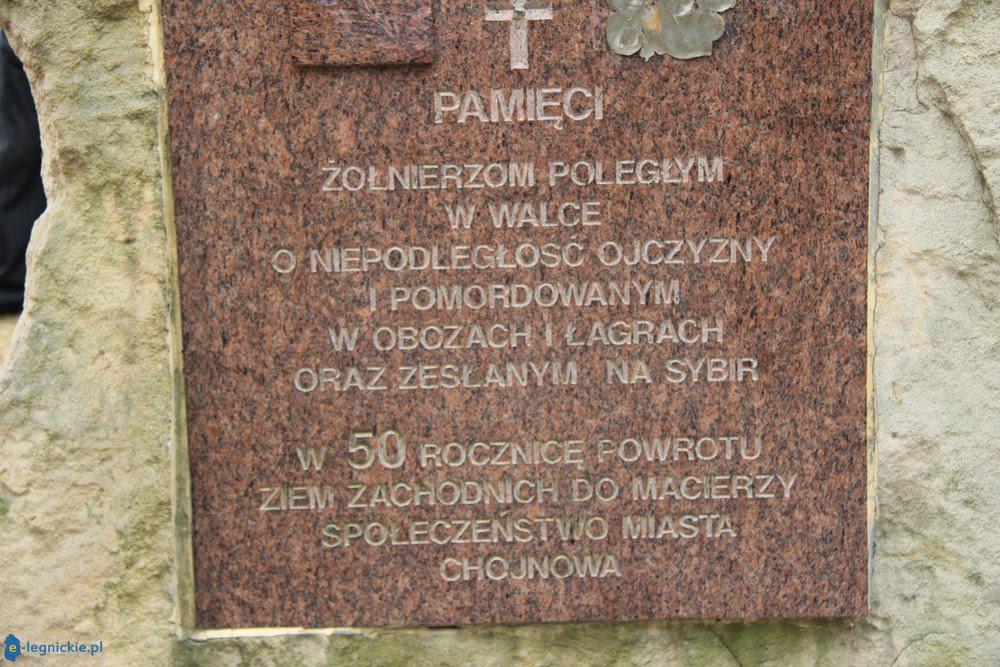 PAMIĘCI
ŻOŁNIERZOM POLEGŁYM
W WALCE
O NIEPODLEGŁOŚĆ OJCZYZNY
I POMORDOWANYM
W OBOZACH I ŁAGRACH
ORAZ ZESŁANYM NA SYBIR
W 50 ROCZNICĘ POWROTU
ZIEM ZACHODNICH DO MACIERZY
SPOŁECZEŃSTWO MIASTA
CHOJNOWA
e-legnickie.pl